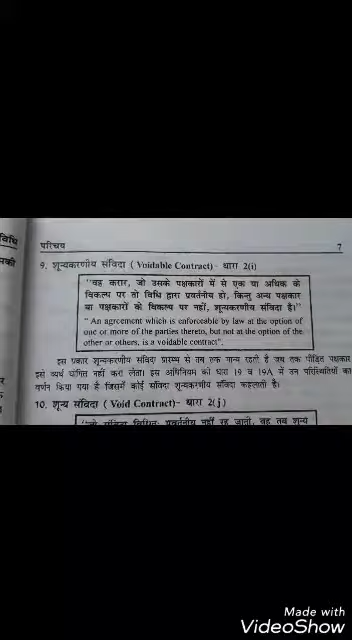 विधि
परिचय 7
9. शून्यकरणीय संविदा ( Voidable Contract)- धारा 2(i)
"वह करार, जो उसके पक्षकारों में से एक या अधिक के
विकल्प पर तो विधि द्वारा प्रवर्तनीय हो, किन्तु अन्य पक्षकार
या पक्षकारों के विकल्प पर नहीं, शून्यकरणीय संविदा है।"
" An agreement which is enforceable by law at the option of
one or more of the parties thereto, but not at the option of the
other or others, is a voidable contract".
इस प्रकार शून्यकरणीय संविदा प्रारम्भ से तब तक मान्य रहती है जब तक पीड़ित पक्षकार
इसे व्यर्थ घोषित नहीं करा लेता। इस अधिनियम की धारा 19 व 19A में उन परिस्थितियों का
वर्णन किया गया है जिसमें कोई संविदा शून्यकरणीय संविदा कहलाती है।
10. शून्य संविदा ( Void Contract)- धारा 2(j)
Made with
VideoShow